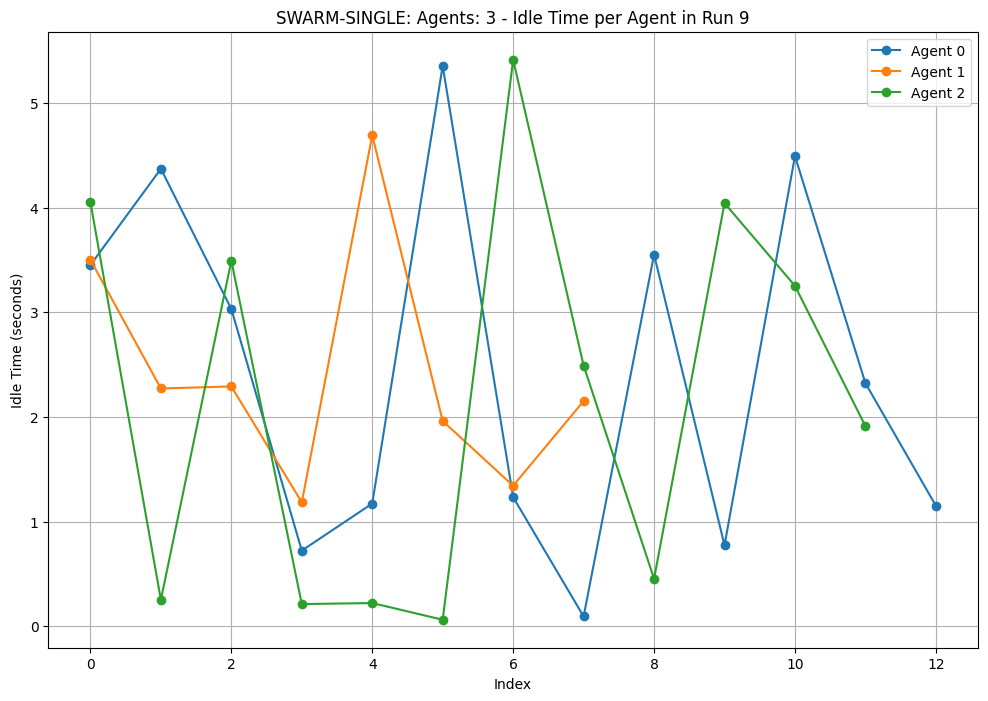 SWARM-SINGLE: Agents: 3 - Idle Time per Agent in Run 9
Agent 0
Agent 1
Agent 2
Idle Time (seconds)
5
4
3
2
1
0
0 2 4 6 8 10 12
Index